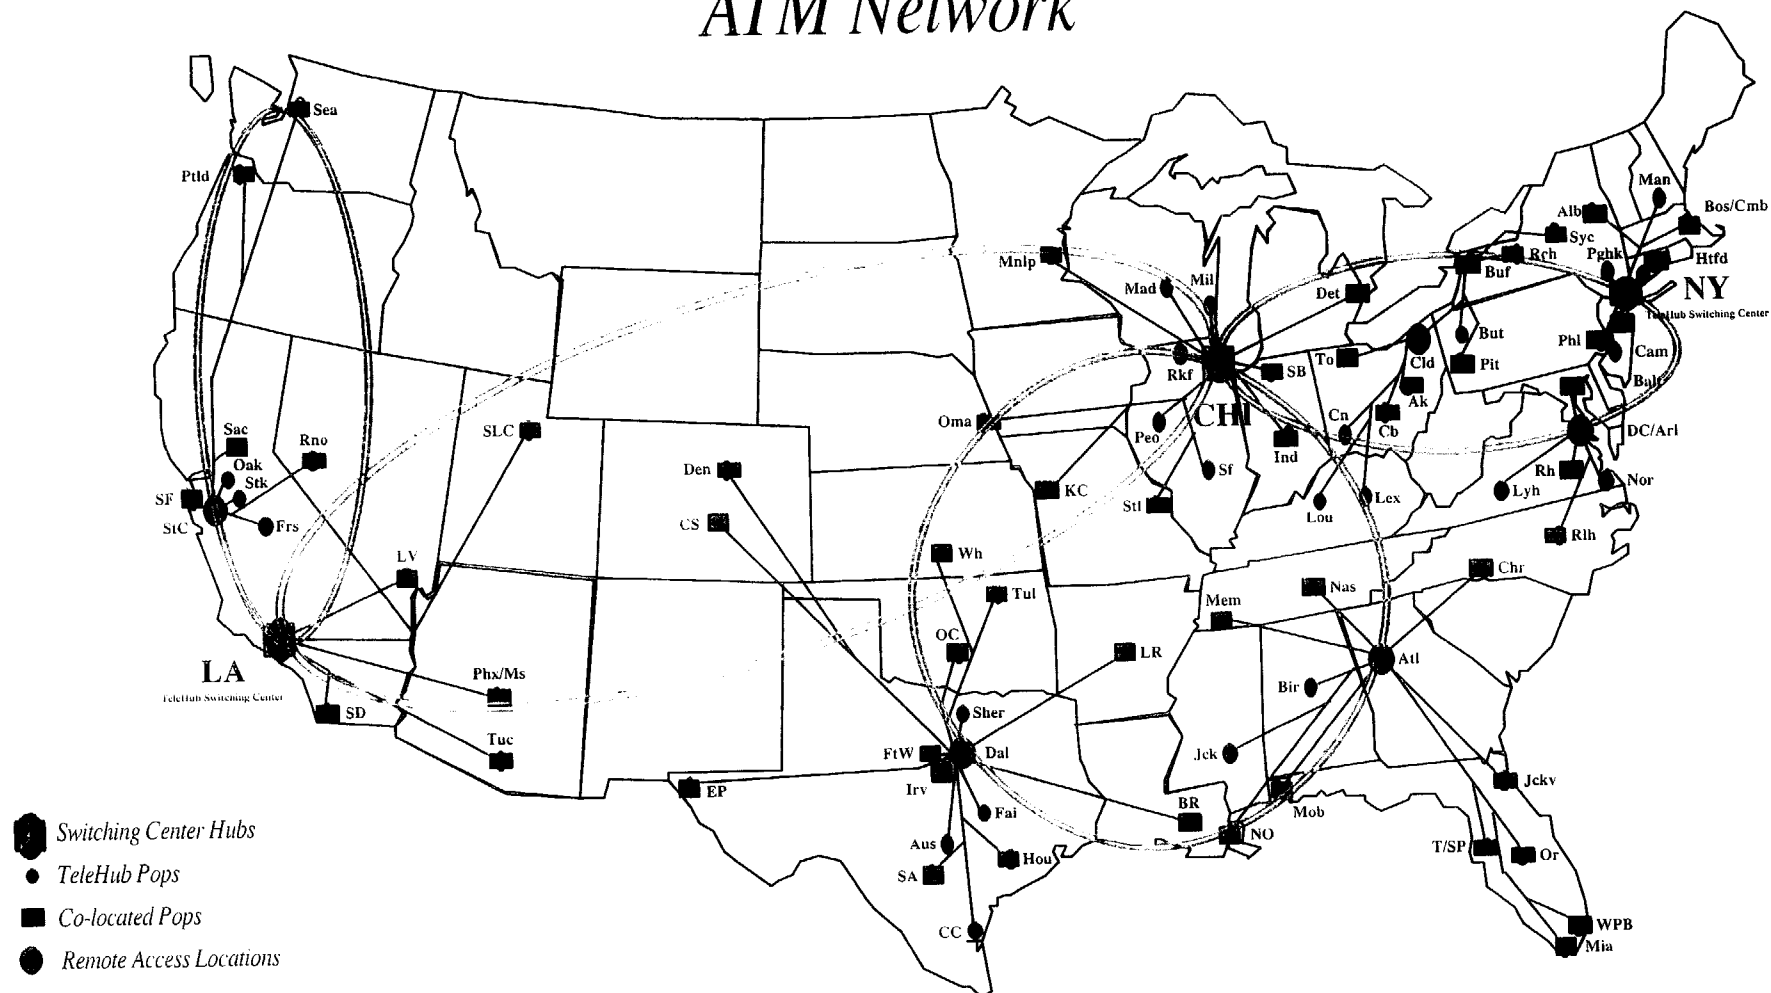 ATM Network
Sea
Ptld
Sac
Oak
Stk
Rno
SF
StC
Frs
SLC
LV
LA
TeleHub Switching Center
SD
Phx/Ms
Tuc
Den
CS
EP
Mnlp
Mad
Mil
Rkf
CHI
SB
Oma
Peo
Sf
KC
Stl
Ind
Det
To
Cld
Ak
Cb
Cn
Lou
Lex
Wh
Tul
OC
LR
Sher
FtW
Dal
Irv
Fai
Aus
SA
Hou
CC
BR
NO
Mob
Jck
Bir
Mem
Nas
Atl
Chr
Jckv
T/SP
Or
WPB
Mia
Man
Bos/Cmb
Alb
Syc
Rch
Pghk
Htfd
Buf
NY
TeleHub Switching Center
But
Pit
Phl
Cam
Balt
DC/Arl
Rh
Nor
Lyh
Rlh
Switching Center Hubs
TeleHub Pops
Co-located Pops
Remote Access Locations